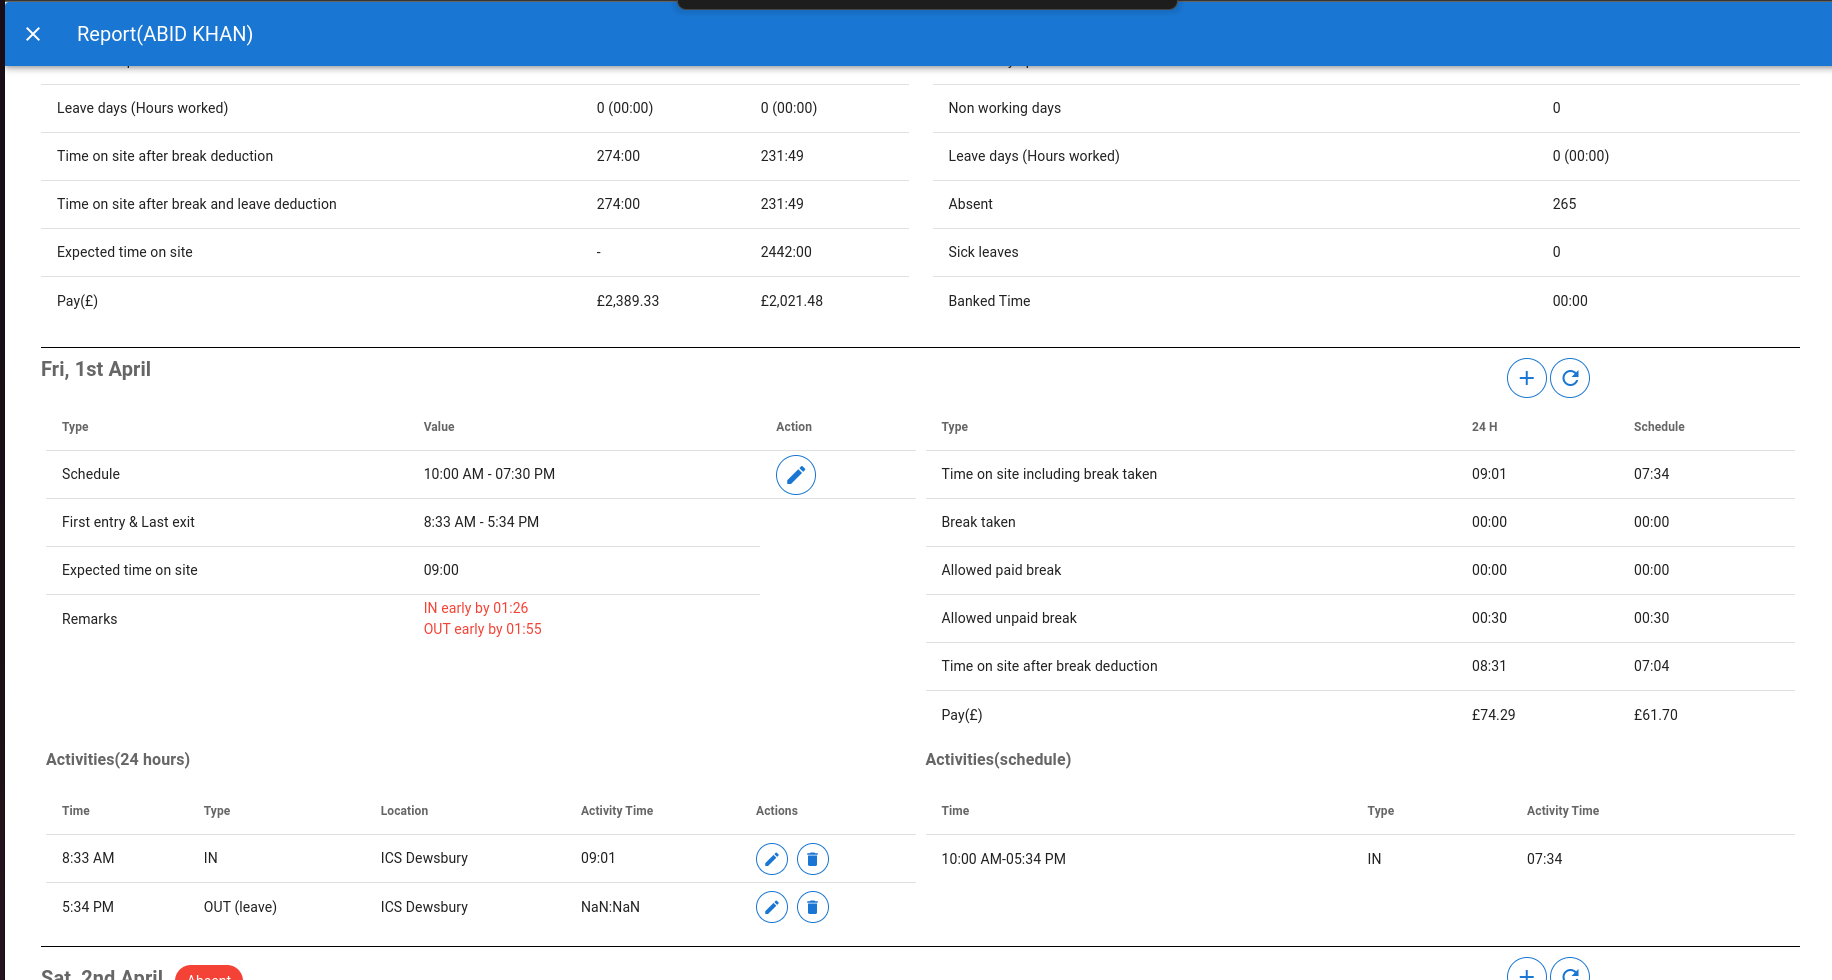 Report(ABID KHAN)
Leave days (Hours worked) 0 (00:00) 0 (00:00)
Time on site after break deduction 274:00 231:49
Time on site after break and leave deduction 274:00 231:49
Expected time on site - 2442:00
Pay(£) £2,389.33 £2,021.48
Non working days 0
Leave days (Hours worked) 0 (00:00)
Absent 265
Sick leaves 0
Banked Time 00:00
Fri, 1st April
Type Value Action
Schedule 10:00 AM - 07:30 PM
First entry & Last exit 8:33 AM - 5:34 PM
Expected time on site 09:00
Remarks IN early by 01:26
OUT early by 01:55
Type 24 H Schedule
Time on site including break taken 09:01 07:34
Break taken 00:00 00:00
Allowed paid break 00:00 00:00
Allowed unpaid break 00:30 00:30
Time on site after break deduction 08:31 07:04
Pay(£) £74.29 £61.70
Activities(24 hours)
Time Type Location Activity Time Actions
8:33 AM IN ICS Dewsbury 09:01
5:34 PM OUT (leave) ICS Dewsbury NaN:NaN
Activities(schedule)
Time Type Activity Time
10:00 AM-05:34 PM IN 07:34
Sat, 2nd April Absent